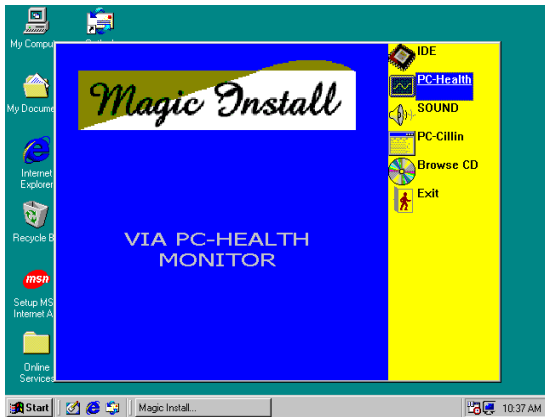 My Compu
Outlook
My Docume
Internet
Explorer
Recycle B
msn
Setup MS
Internet A
Online
Services
Magic Install
VIA PC-HEALTH
MONITOR
IDE
PC-Health
SOUND
PC-Cillin
Browse CD
Exit
Start
Magic Install...
10:37 AM